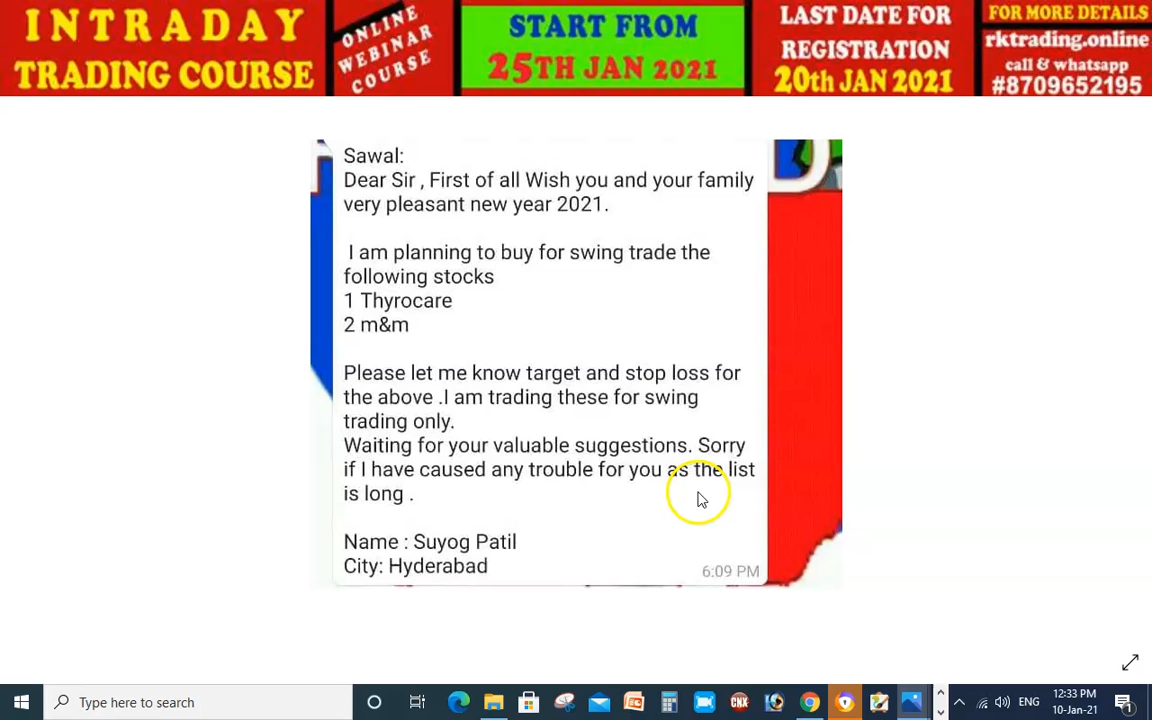 INTRADAY
TRADING COURSE
ONLINE
WEBINAR
COURSE
START FROM
25TH JAN 2021
LAST DATE FOR
REGISTRATION
20th JAN 2021
FOR MORE DETAILS
rktrading.online
call & whatsapp
#8709652195
Sawal:
Dear Sir , First of all Wish you and your family
very pleasant new year 2021.
I am planning to buy for swing trade the
following stocks
1 Thyrocare
2 m&m
Please let me know target and stop loss for
the above .I am trading these for swing
trading only.
Waiting for your valuable suggestions. Sorry
if I have caused any trouble for you as the list
is long .
Name : Suyog Patil
City: Hyderabad
6:09 PM
Type here to search
CNX
ENG
12:33 PM
10-Jan-21
1